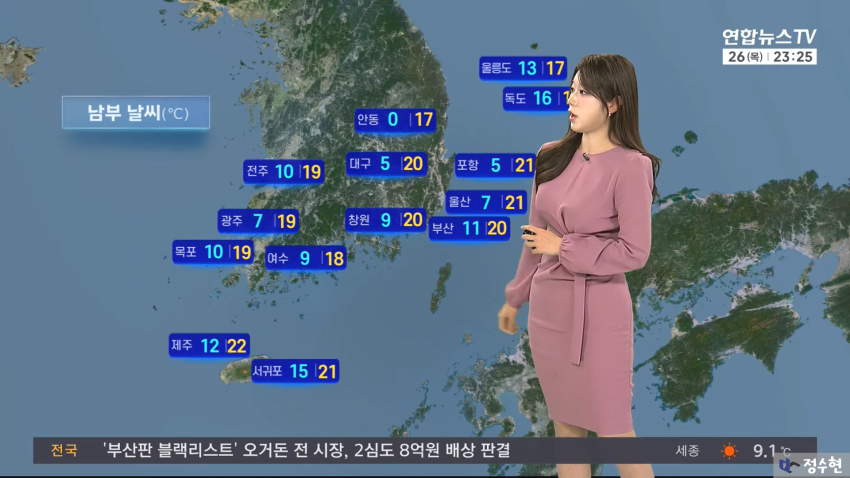 연합뉴스TV
26(목) 23:25
남부 날씨(℃)
울릉도 13 17
독도 16
안동 0 17
대구 5 20
포항 5 21
전주 10 19
울산 7 21
광주 7 19
창원 9 20
부산 11 20
목포 10 19
여수 9 18
제주 12 22
서귀포 15 21
전국 '부산판 블랙리스트' 오거돈 전 시장, 2심도 8억원 배상 판결 세종 9.1℃
정수현